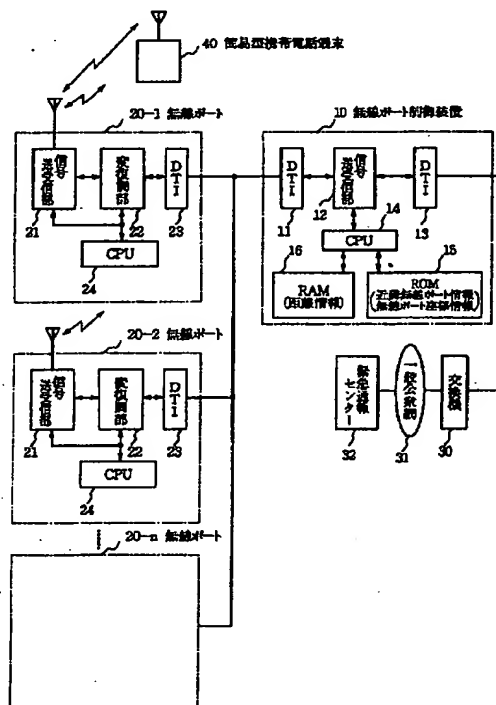 40 簡易型携帯電話端末
20-1 無線ポート
信号送受信部
変復調部
DTI
21
22
23
CPU
24
20-2 無線ポート
信号送受信部
変復調部
DTI
21
22
23
CPU
24
20-n 無線ポート
10 無線ポート制御装置
DTI
信号送受信部
DTI
11
12
14
13
CPU
16
15
RAM
(距離情報)
ROM
(近隣無線ポート情報)
(無線ポート座標情報)
緊急通報センター
一般公衆網
交換機
32
31
30